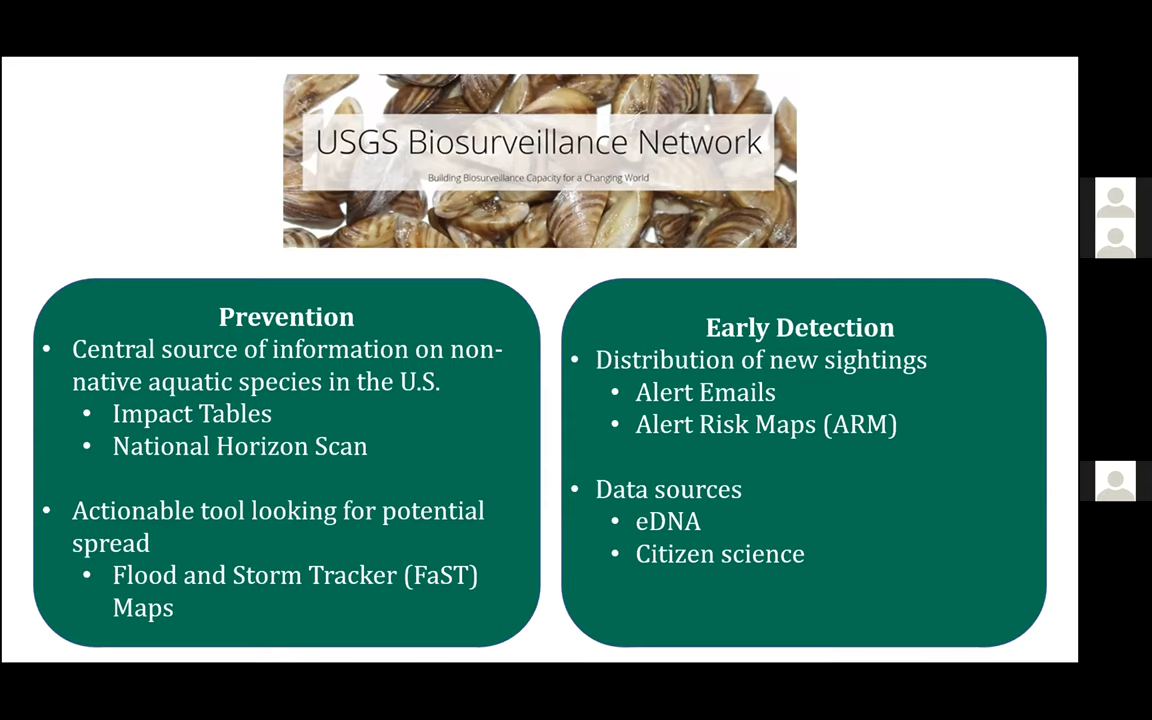 USGS Biosurveillance Network
Building Biosurveillance Capacity for a Changing World
Prevention
• Central source of information on non-
native aquatic species in the U.S.
• Impact Tables
• National Horizon Scan
• Actionable tool looking for potential
spread
• Flood and Storm Tracker (FaST)
Maps
Early Detection
• Distribution of new sightings
• Alert Emails
• Alert Risk Maps (ARM)
• Data sources
• eDNA
• Citizen science